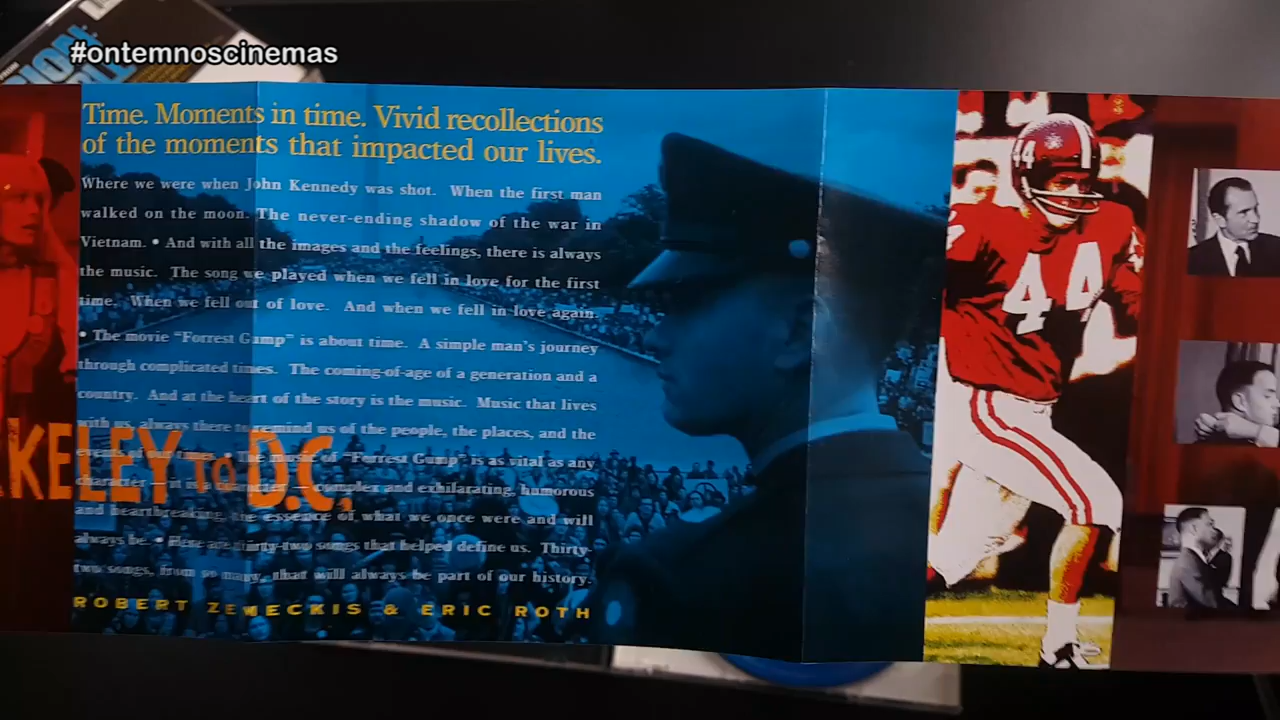 #ontemnoscinemas
Time. Moments in time. Vivid recollections
of the moments that impacted our lives.
Where we were when John Kennedy was shot. When the first man
walked on the moon. The never-ending shadow of the war in
Vietnam. • And with all the images and the feelings, there is always
the music. The song we played when we fell in love for the first
time. When we fell out of love. And when we fell in love again.
• The movie “Forrest Gump” is about time. A simple man's journey
through complicated times. The coming-of-age of a generation and a
country. And at the heart of the story is the music. Music that lives
with us, always there to remind us of the people, the places, and the
events of our times. • The music of “Forrest Gump” is as vital as any
character — it is a character — complex and exhilarating, humorous
and heartbreaking, the essence of what we once were and will
always be. • Here are thirty-two songs that helped define us. Thirty-
two songs, from so many, that will always be part of our history.
ROBERT ZEMECKIS & ERIC ROTH
KELEY TO D.C.
44
44